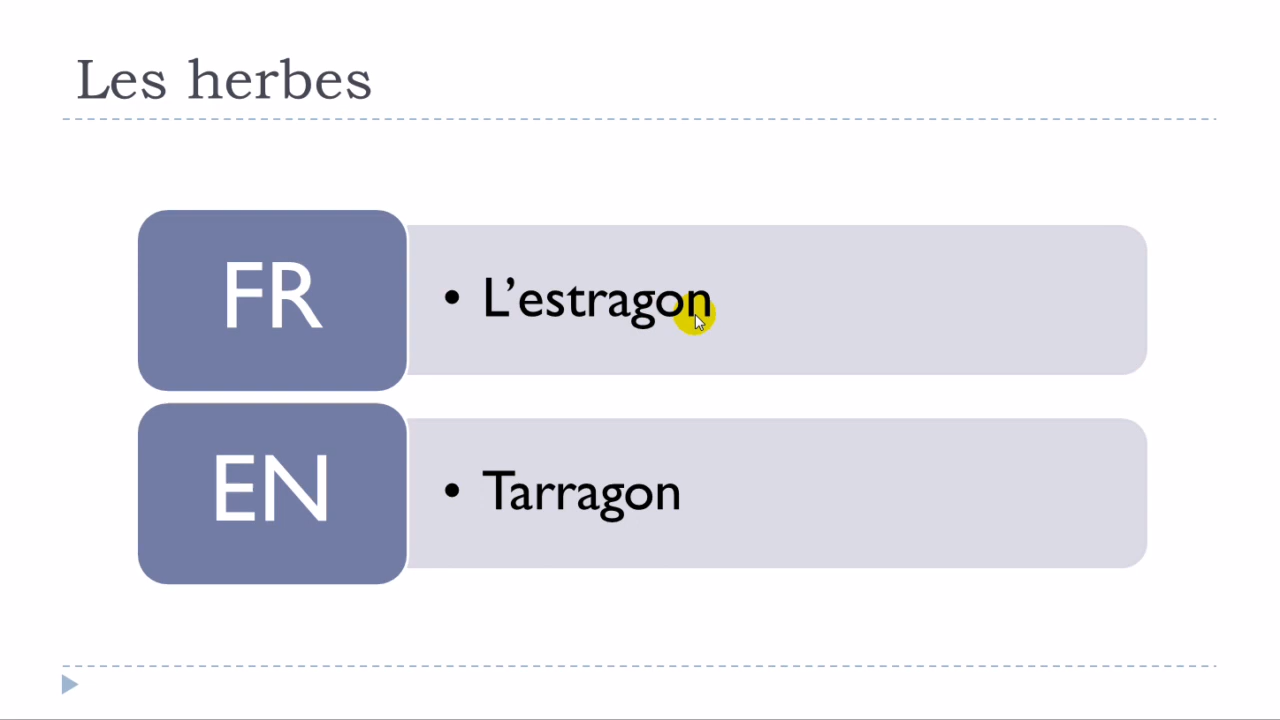 Les herbes
FR
• L’estragon
EN
• Tarragon